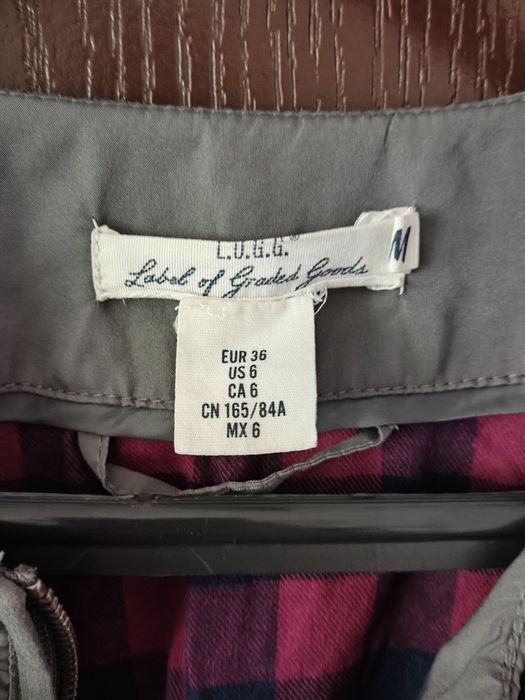 L.O.G.G.®
Label of Graded Goods
M
EUR 36
US 6
CA 6
CN 165/84A
MX 6